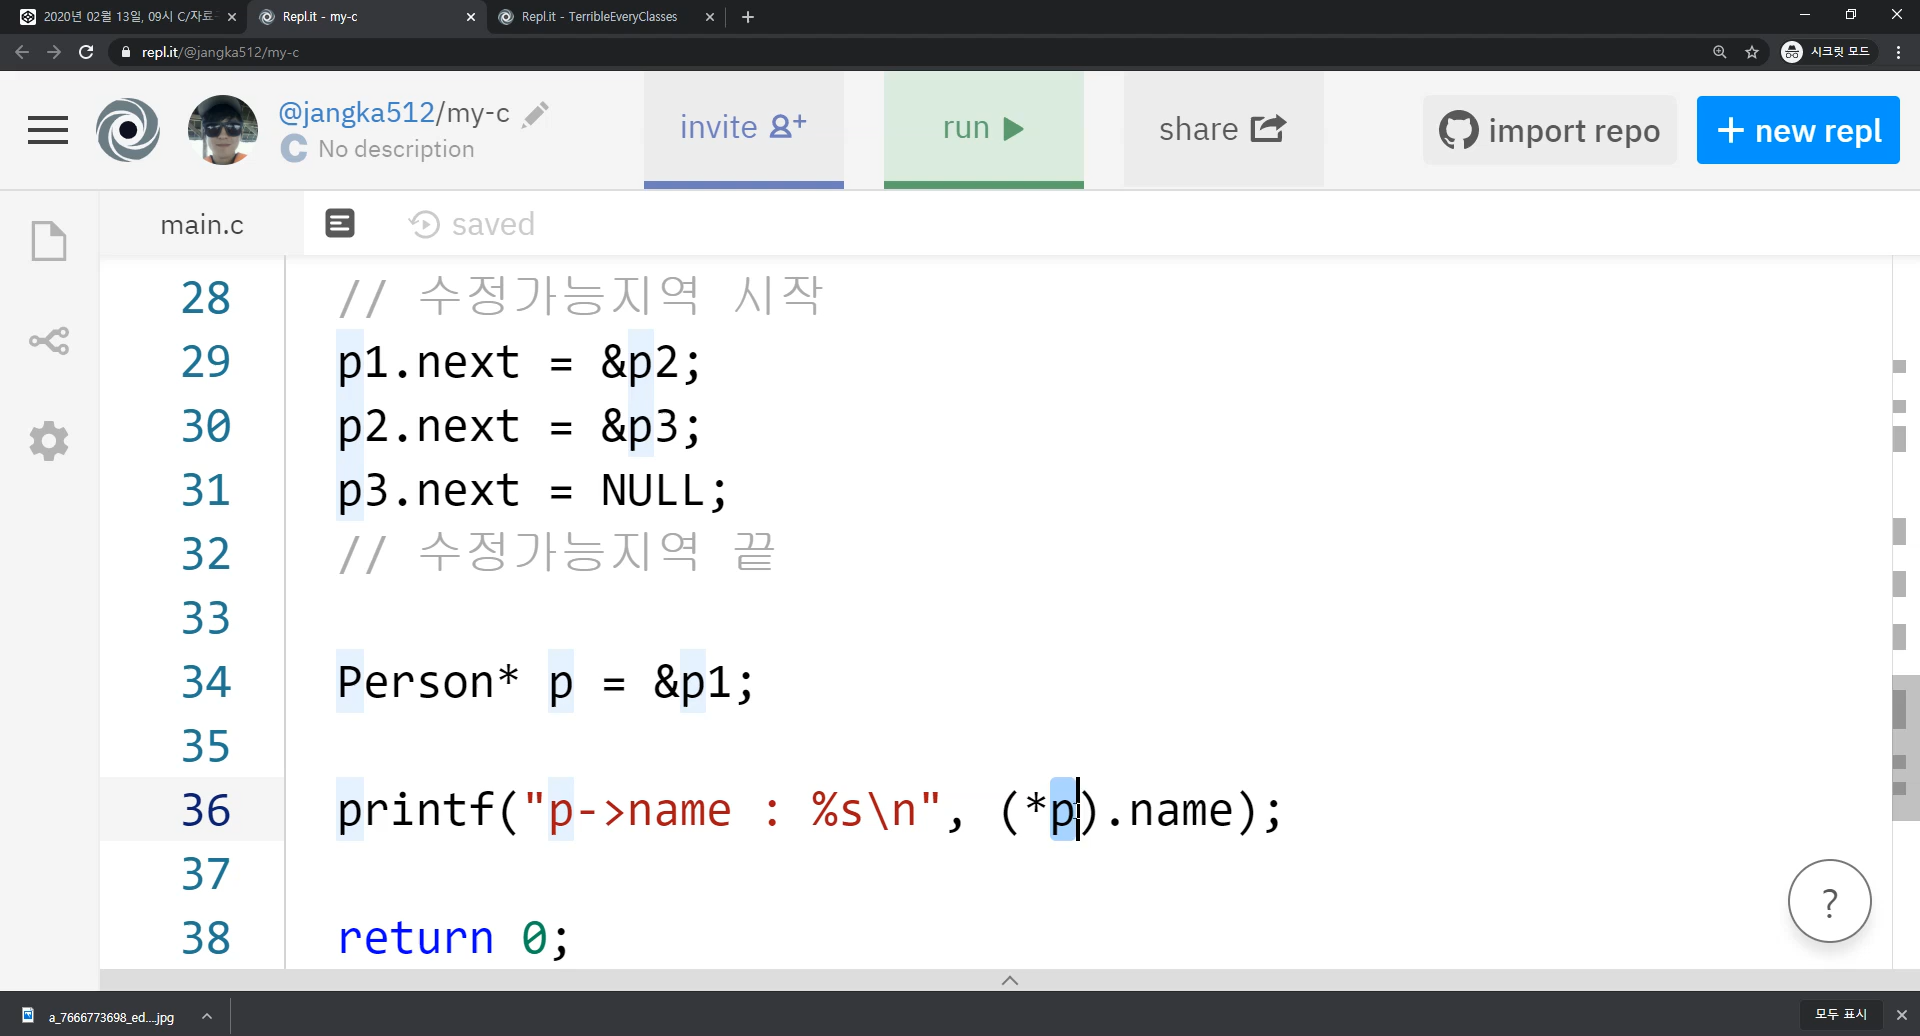 2020년 02월 13일, 09시 C/자료
Repl.it - my-c
Repl.it - TerribleEveryClasses
repl.it/@jangka512/my-c
시크릿 모드
@jangka512/my-c
C No description
invite
run
share
import repo
+ new repl
main.c
saved
28 // 수정가능지역 시작
29 p1.next = &p2;
30 p2.next = &p3;
31 p3.next = NULL;
32 // 수정가능지역 끝
33
34 Person* p = &p1;
35
36 printf("p->name : %s\n", (*p).name);
37
38 return 0;
?
a_7666773698_ed....jpg
모두 표시